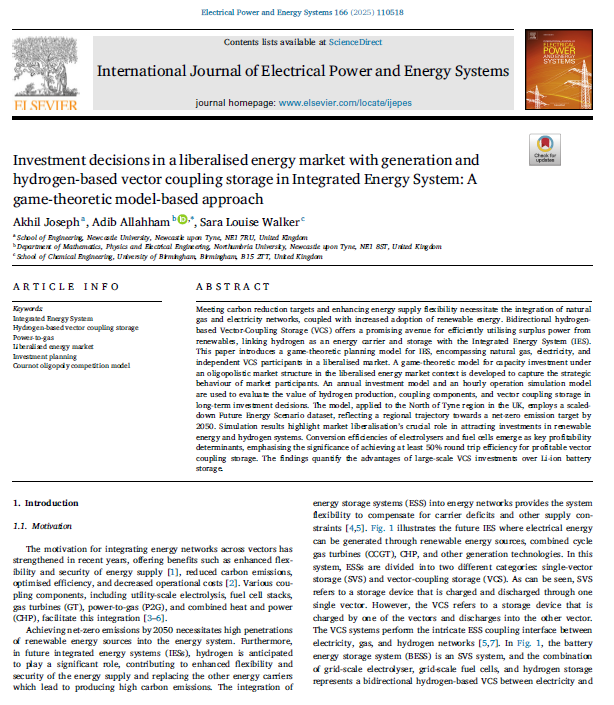 Electrical Power and Energy Systems 166 (2025) 110518
Contents lists available at ScienceDirect
International Journal of Electrical Power and Energy Systems
journal homepage: www.elsevier.com/locate/ijepes
ELSEVIER
ELECTRICAL
POWER
AND ENERGY
SYSTEMS
Check for
updates
Investment decisions in a liberalised energy market with generation and
hydrogen-based vector coupling storage in Integrated Energy System: A
game-theoretic model-based approach
Akhil Joseph a, Adib Allahham b,*, Sara Louise Walker c
a School of Engineering, Newcastle University, Newcastle upon Tyne, NE1 7RU, United Kingdom
b Department of Mathematics, Physics and Electrical Engineering, Northumbria University, Newcastle upon Tyne, NE1 8ST, United Kingdom
c School of Chemical Engineering, University of Birmingham, Birmingham, B15 2TT, United Kingdom
ARTICLE INFO
Keywords:
Integrated Energy System
Hydrogen-based vector coupling storage
Power-to-gas
Liberalised energy market
Investment planning
Cournot oligopoly competition model
ABSTRACT
Meeting carbon reduction targets and enhancing energy supply flexibility necessitate the integration of natural
gas and electricity networks, coupled with increased adoption of renewable energy. Bidirectional hydrogen-
based Vector-Coupling Storage (VCS) offers a promising avenue for efficiently utilising surplus power from
renewables, linking hydrogen as an energy carrier and storage with the Integrated Energy System (IES).
This paper introduces a game-theoretic planning model for IES, encompassing natural gas, electricity, and
independent VCS participants in a liberalised market. A game-theoretic model for capacity investment under
an oligopolistic market structure in the liberalised energy market context is developed to capture the strategic
behaviour of market participants. An annual investment model and an hourly operation simulation model
are used to evaluate the value of hydrogen production, coupling components, and vector coupling storage in
long-term investment decisions. The model, applied to the North of Tyne region in the UK, employs a scaled-
down Future Energy Scenario dataset, reflecting a regional trajectory towards a net-zero emission target by
2050. Simulation results highlight market liberalisation's crucial role in attracting investments in renewable
energy and hydrogen systems. Conversion efficiencies of electrolysers and fuel cells emerge as key profitability
determinants, emphasising the significance of achieving at least 50% round trip efficiency for profitable vector
coupling storage. The findings quantify the advantages of large-scale VCS investments over Li-ion battery
storage.
1. Introduction
1.1. Motivation
The motivation for integrating energy networks across vectors has
strengthened in recent years, offering benefits such as enhanced flex-
ibility and security of energy supply [1], reduced carbon emissions,
optimised efficiency, and decreased operational costs [2]. Various cou-
pling components, including utility-scale electrolysis, fuel cell stacks,
gas turbines (GT), power-to-gas (P2G), and combined heat and power
(CHP), facilitate this integration [3–6].
Achieving net-zero emissions by 2050 necessitates high penetrations
of renewable energy sources into the energy system. Furthermore,
in future integrated energy systems (IESs), hydrogen is anticipated
to play a significant role, contributing to enhanced flexibility and
security of the energy supply and replacing the other energy carriers
which lead to producing high carbon emissions. The integration of
energy storage systems (ESS) into energy networks provides the system
flexibility to compensate for carrier deficits and other supply con-
straints [4,5]. Fig. 1 illustrates the future IES where electrical energy
can be generated through renewable energy sources, combined cycle
gas turbines (CCGT), CHP, and other generation technologies. In this
system, ESSs are divided into two different categories: single-vector
storage (SVS) and vector-coupling storage (VCS). As can be seen, SVS
refers to a storage device that is charged and discharged through one
single vector. However, the VCS refers to a storage device that is
charged by one of the vectors and discharges into the other vector.
The VCS systems perform the intricate ESS coupling interface between
electricity, gas, and hydrogen networks [5,7]. In Fig. 1, the battery
energy storage system (BESS) is an SVS system, and the combination
of grid-scale electrolyser, grid-scale fuel cells, and hydrogen storage
represents a bidirectional hydrogen-based VCS between electricity and